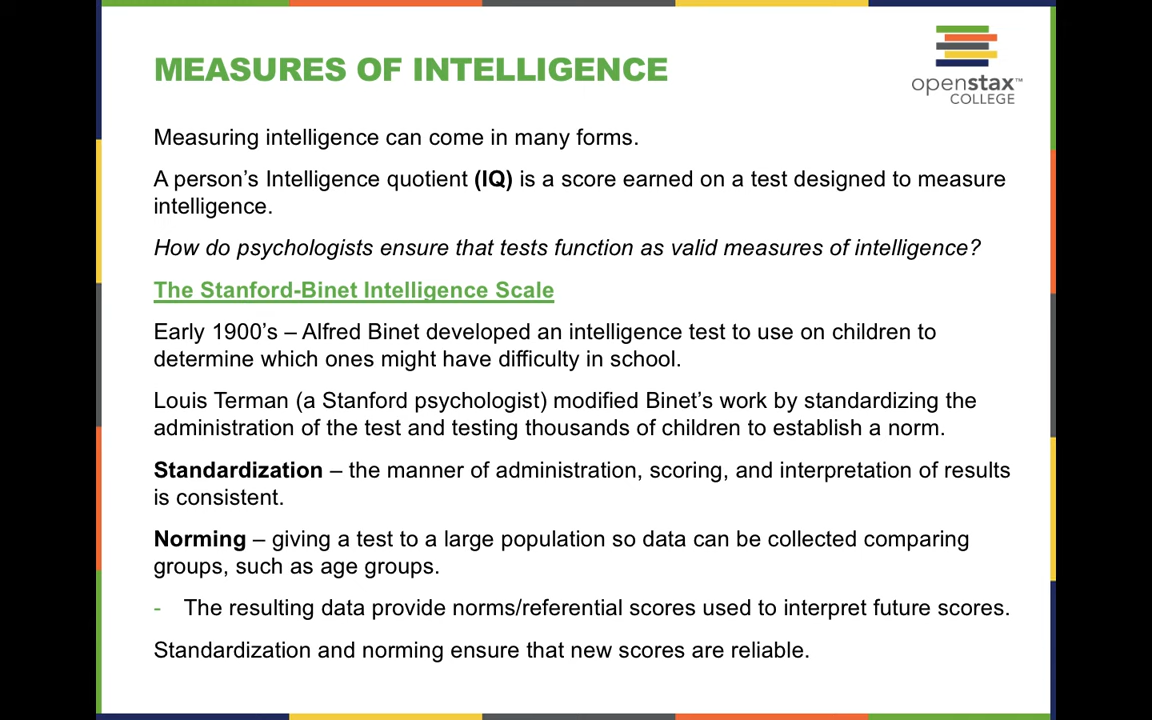 MEASURES OF INTELLIGENCE
openstax™
COLLEGE
Measuring intelligence can come in many forms.
A person’s Intelligence quotient (IQ) is a score earned on a test designed to measure
intelligence.
How do psychologists ensure that tests function as valid measures of intelligence?
The Stanford-Binet Intelligence Scale
Early 1900’s – Alfred Binet developed an intelligence test to use on children to
determine which ones might have difficulty in school.
Louis Terman (a Stanford psychologist) modified Binet’s work by standardizing the
administration of the test and testing thousands of children to establish a norm.
Standardization – the manner of administration, scoring, and interpretation of results
is consistent.
Norming – giving a test to a large population so data can be collected comparing
groups, such as age groups.
- The resulting data provide norms/referential scores used to interpret future scores.
Standardization and norming ensure that new scores are reliable.